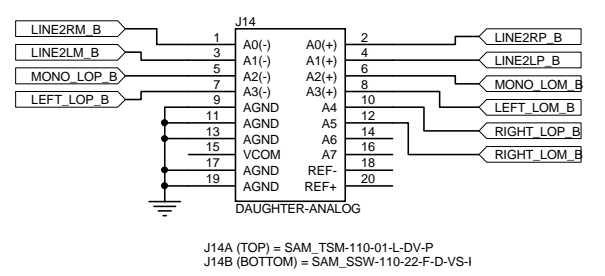 J14
LINE2RM_B 1 A0(-) A0(+) 2 LINE2RP_B
LINE2LM_B 3 A1(-) A1(+) 4 LINE2LP_B
MONO_LOP_B 5 A2(-) A2(+) 6 MONO_LOM_B
LEFT_LOP_B 7 A3(-) A3(+) 8 LEFT_LOM_B
9 AGND A4 10 RIGHT_LOP_B
11 AGND A5 12 RIGHT_LOM_B
13 AGND A6 14
15 VCOM A7 16
17 AGND REF- 18
19 AGND REF+ 20
DAUGHTER-ANALOG
J14A (TOP) = SAM_TSM-110-01-L-DV-P
J14B (BOTTOM) = SAM_SSW-110-22-F-D-VS-